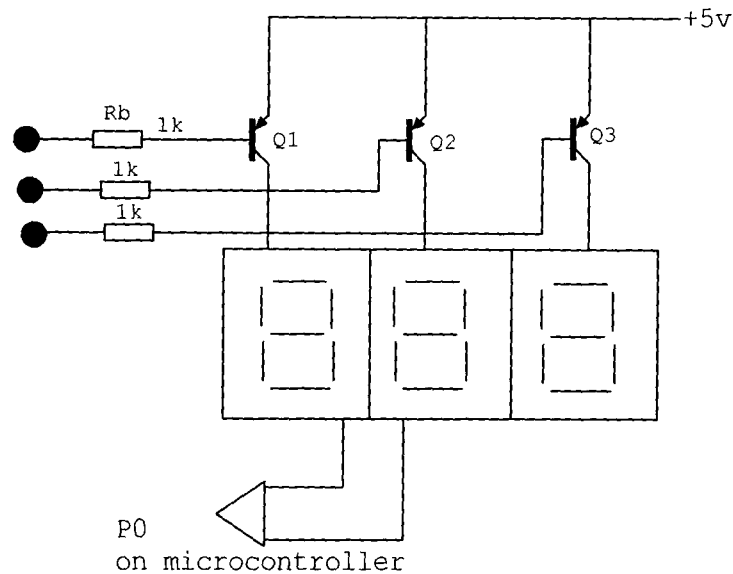 +5v
Rb
1k
Q1
Q2
Q3
1k
1k
P0
on microcontroller